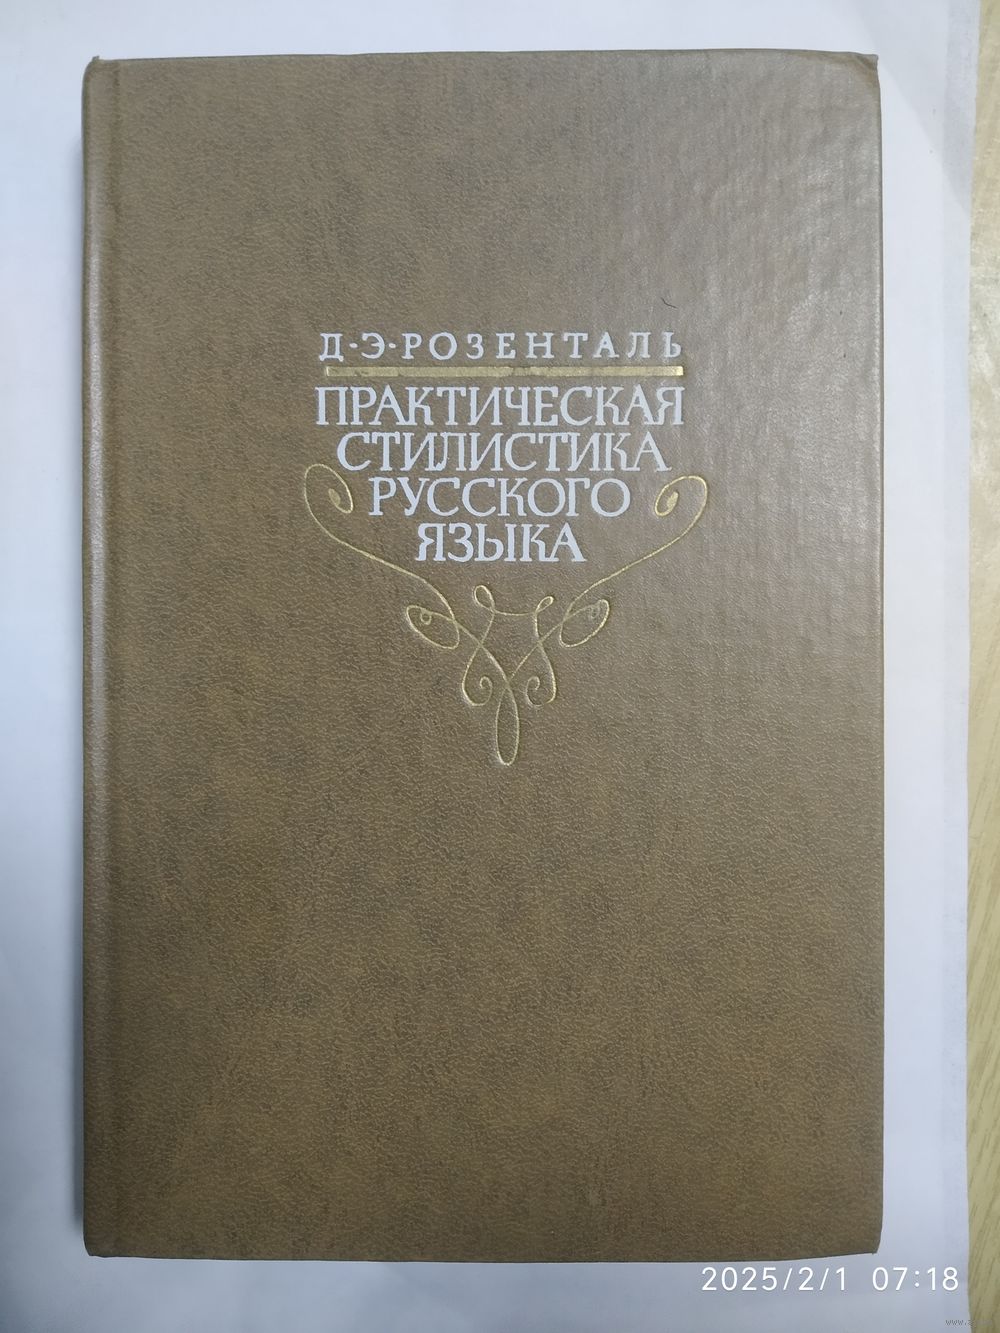 Д·Э·РОЗЕНТАЛЬ
ПРАКТИЧЕСКАЯ
СТИЛИСТИКА
РУССКОГО
ЯЗЫКА
2025/2/1 07:18